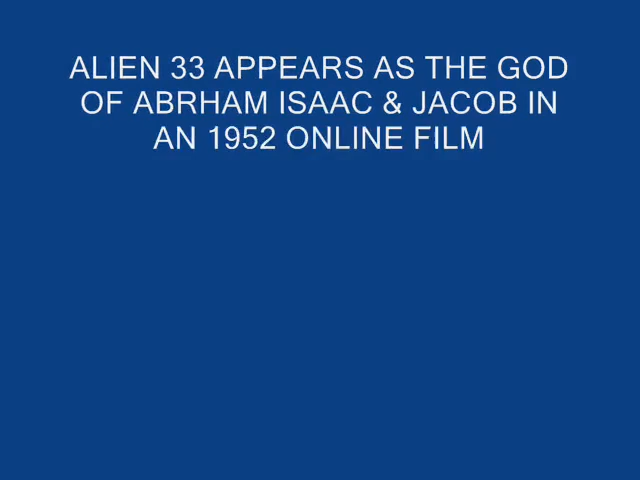 ALIEN 33 APPEARS AS THE GOD
OF ABRHAM ISAAC & JACOB IN
AN 1952 ONLINE FILM